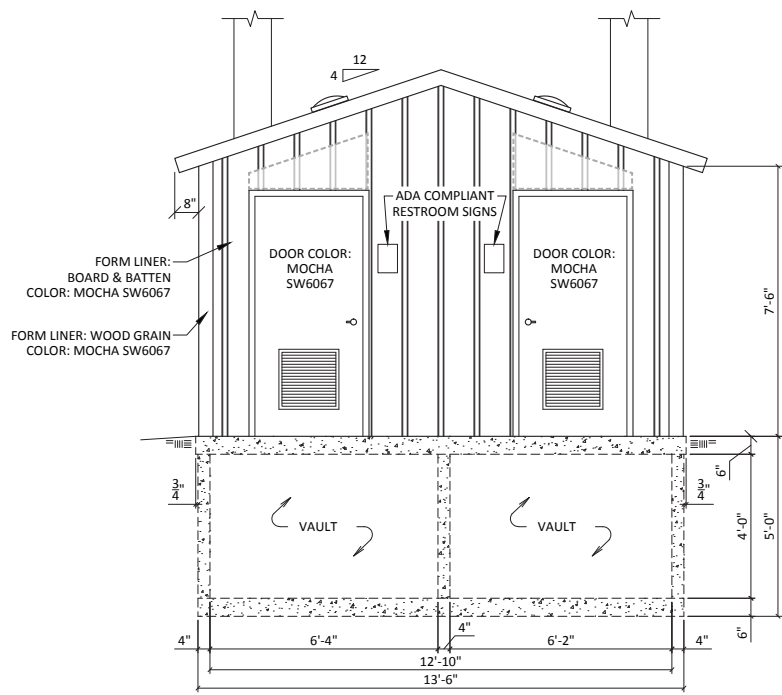 12
4
8"
ADA COMPLIANT
RESTROOM SIGNS
FORM LINER:
BOARD & BATTEN
COLOR: MOCHA SW6067
DOOR COLOR:
MOCHA
SW6067
DOOR COLOR:
MOCHA
SW6067
FORM LINER: WOOD GRAIN
COLOR: MOCHA SW6067
7'-6"
6"
3/4"
3/4"
VAULT
VAULT
4'-0"
5'-0"
6"
4"
6'-4"
4"
6'-2"
4"
12'-10"
13'-6"